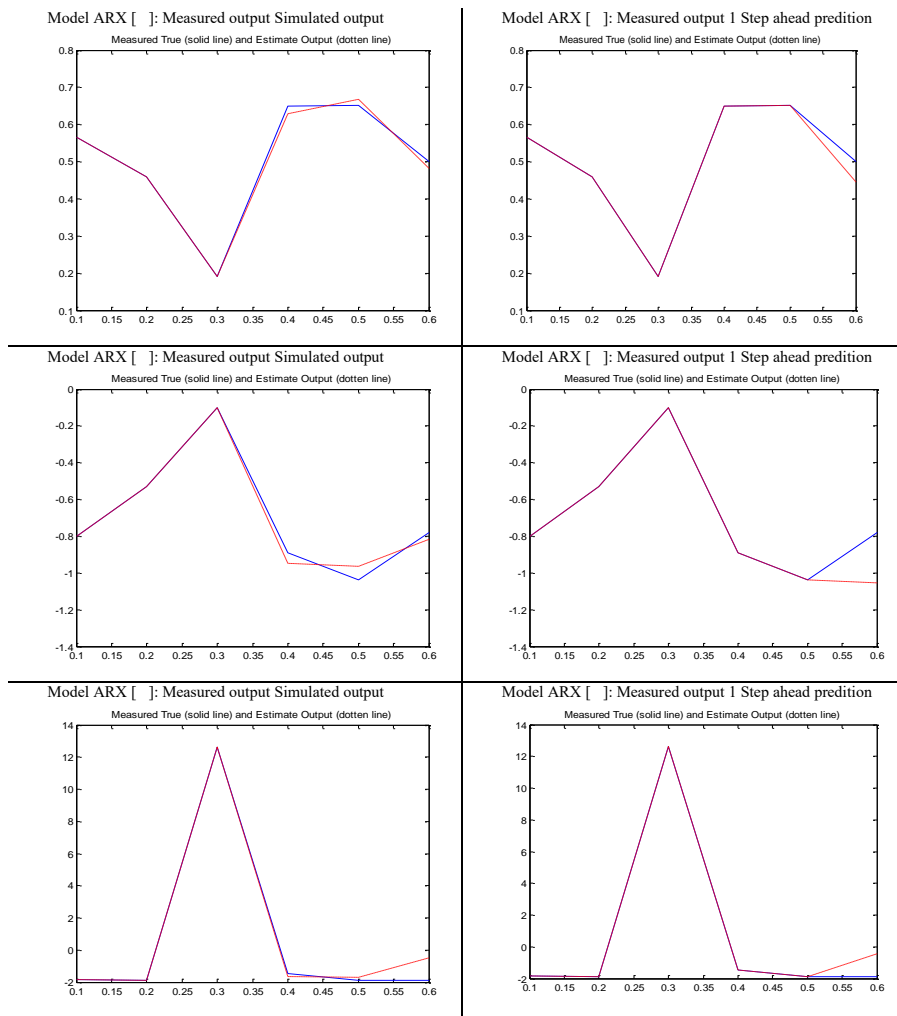 Model ARX [ ]: Measured output Simulated output
Measured True (solid line) and Estimate Output (dotten line)
0.8
0.7
0.6
0.5
0.4
0.3
0.2
0.1
0.1 0.15 0.2 0.25 0.3 0.35 0.4 0.45 0.5 0.55 0.6
Model ARX [ ]: Measured output 1 Step ahead predition
Measured True (solid line) and Estimate Output (dotten line)
0.8
0.7
0.6
0.5
0.4
0.3
0.2
0.1
0.1 0.15 0.2 0.25 0.3 0.35 0.4 0.45 0.5 0.55 0.6
Model ARX [ ]: Measured output Simulated output
Measured True (solid line) and Estimate Output (dotten line)
0
-0.2
-0.4
-0.6
-0.8
-1
-1.2
-1.4
0.1 0.15 0.2 0.25 0.3 0.35 0.4 0.45 0.5 0.55 0.6
Model ARX [ ]: Measured output 1 Step ahead predition
Measured True (solid line) and Estimate Output (dotten line)
0
-0.2
-0.4
-0.6
-0.8
-1
-1.2
-1.4
0.1 0.15 0.2 0.25 0.3 0.35 0.4 0.45 0.5 0.55 0.6
Model ARX [ ]: Measured output Simulated output
Measured True (solid line) and Estimate Output (dotten line)
14
12
10
8
6
4
2
0
-2
0.1 0.15 0.2 0.25 0.3 0.35 0.4 0.45 0.5 0.55 0.6
Model ARX [ ]: Measured output 1 Step ahead predition
Measured True (solid line) and Estimate Output (dotten line)
14
12
10
8
6
4
2
0
-2
0.1 0.15 0.2 0.25 0.3 0.35 0.4 0.45 0.5 0.55 0.6